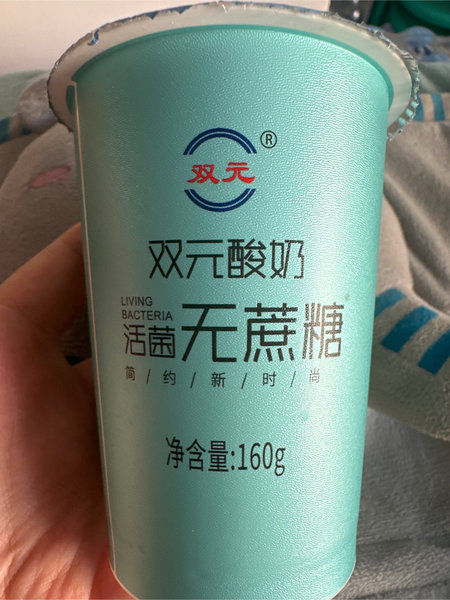 双元®
双元酸奶
LIVING
BACTERIA
活菌无蔗糖
简/约/新/时/尚
净含量:160g